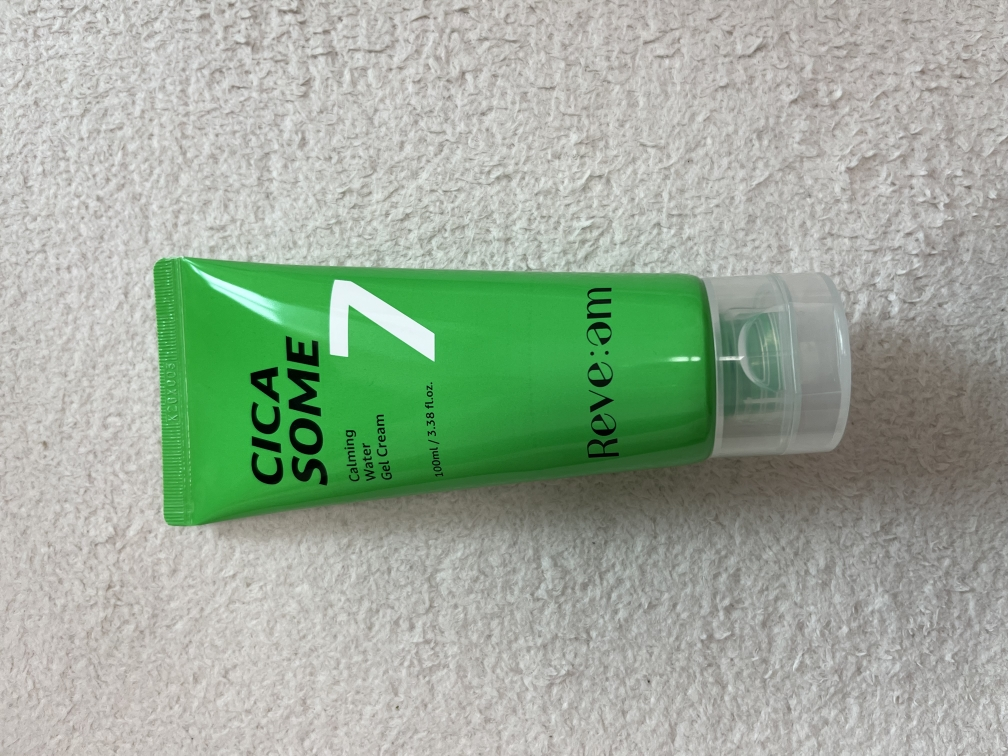 CICA
SOME
7
Calming
Water
Gel Cream
100ml / 3.38 fl.oz.
Reve:am